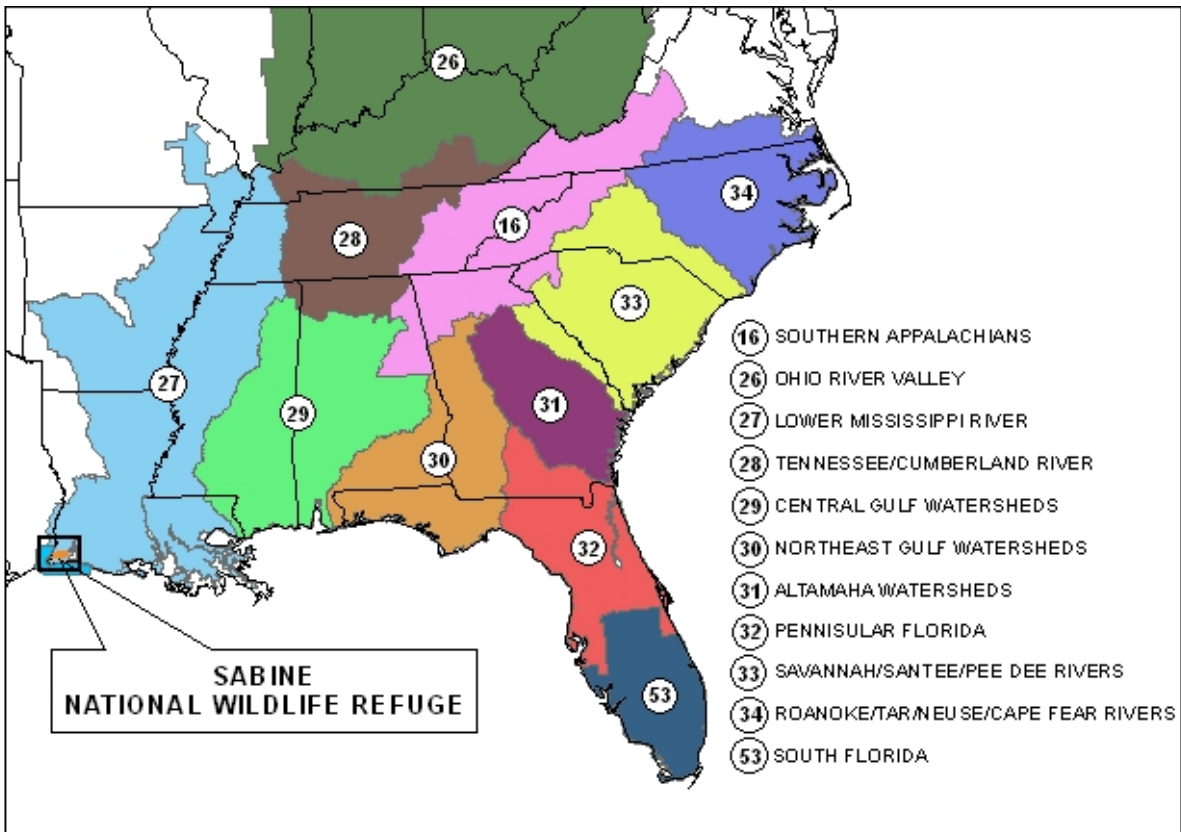 26
34
16
28
33
27
29
31
30
32
53
16 SOUTHERN APPALACHIANS
26 OHIO RIVER VALLEY
27 LOWER MISSISSIPPI RIVER
28 TENNESSEE/CUMBERLAND RIVER
29 CENTRAL GULF WATERSHEDS
30 NORTHEAST GULF WATERSHEDS
31 ALTAMAHA WATERSHEDS
32 PENNISULAR FLORIDA
33 SAVANNAH/SANTEE/PEE DEE RIVERS
34 ROANOKE/TAR/NEUSE/CAPE FEAR RIVERS
53 SOUTH FLORIDA
SABINE
NATIONAL WILDLIFE REFUGE